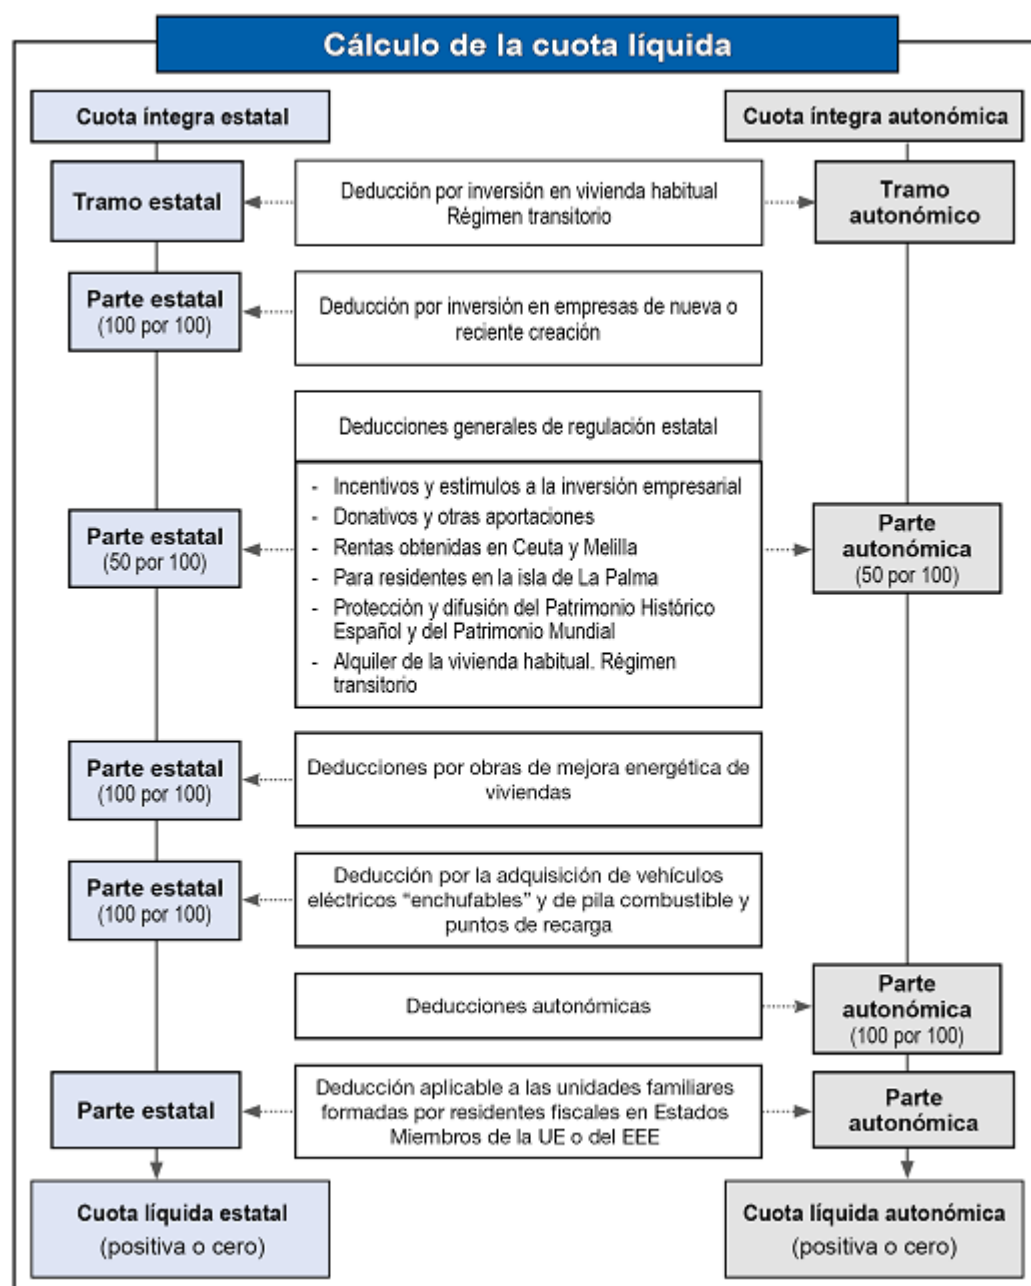 Cálculo de la cuota líquida
Cuota íntegra estatal
Cuota íntegra autonómica
Tramo estatal
Deducción por inversión en vivienda habitual
Régimen transitorio
Tramo
autonómico
Parte estatal
(100 por 100)
Deducción por inversión en empresas de nueva o
reciente creación
Deducciones generales de regulación estatal
- Incentivos y estímulos a la inversión empresarial
- Donativos y otras aportaciones
- Rentas obtenidas en Ceuta y Melilla
- Para residentes en la isla de La Palma
- Protección y difusión del Patrimonio Histórico
Español y del Patrimonio Mundial
- Alquiler de la vivienda habitual. Régimen
transitorio
Parte estatal
(50 por 100)
Parte
autonómica
(50 por 100)
Parte estatal
(100 por 100)
Deducciones por obras de mejora energética de
viviendas
Parte estatal
(100 por 100)
Deducción por la adquisición de vehículos
eléctricos “enchufables” y de pila combustible y
puntos de recarga
Deducciones autonómicas
Parte
autonómica
(100 por 100)
Parte estatal
Deducción aplicable a las unidades familiares
formadas por residentes fiscales en Estados
Miembros de la UE o del EEE
Parte
autonómica
Cuota líquida estatal
(positiva o cero)
Cuota líquida autonómica
(positiva o cero)